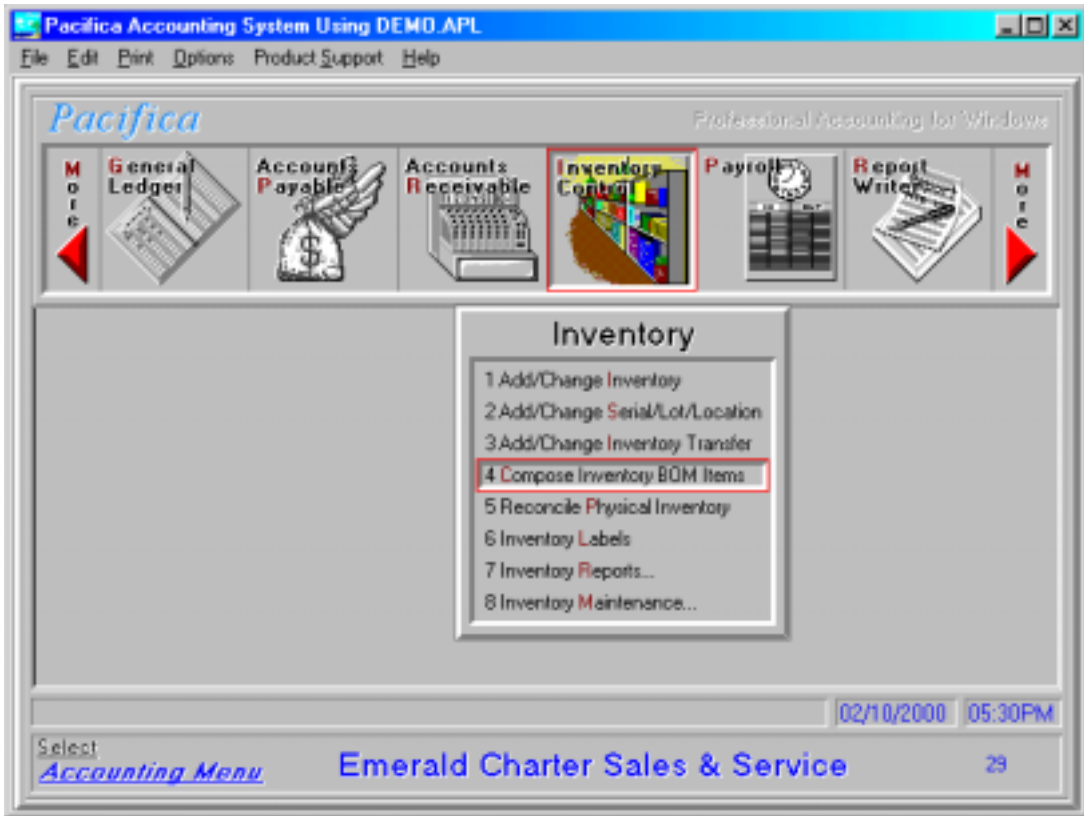 Pacifica Accounting System Using DEMO.APL
File Edit Print Options Product Support Help
Pacifica
Professional Accounting for Windows
More
General
Ledger
Accounts
Payable
Accounts
Receivable
Inventory
Control
Payroll
Report
Writer
More
Inventory
1 Add/Change Inventory
2 Add/Change Serial/Lot/Location
3 Add/Change Inventory Transfer
4 Compose Inventory BOM Items
5 Reconcile Physical Inventory
6 Inventory Labels
7 Inventory Reports...
8 Inventory Maintenance...
02/10/2000 05:30PM
Select
Accounting Menu
Emerald Charter Sales & Service
29